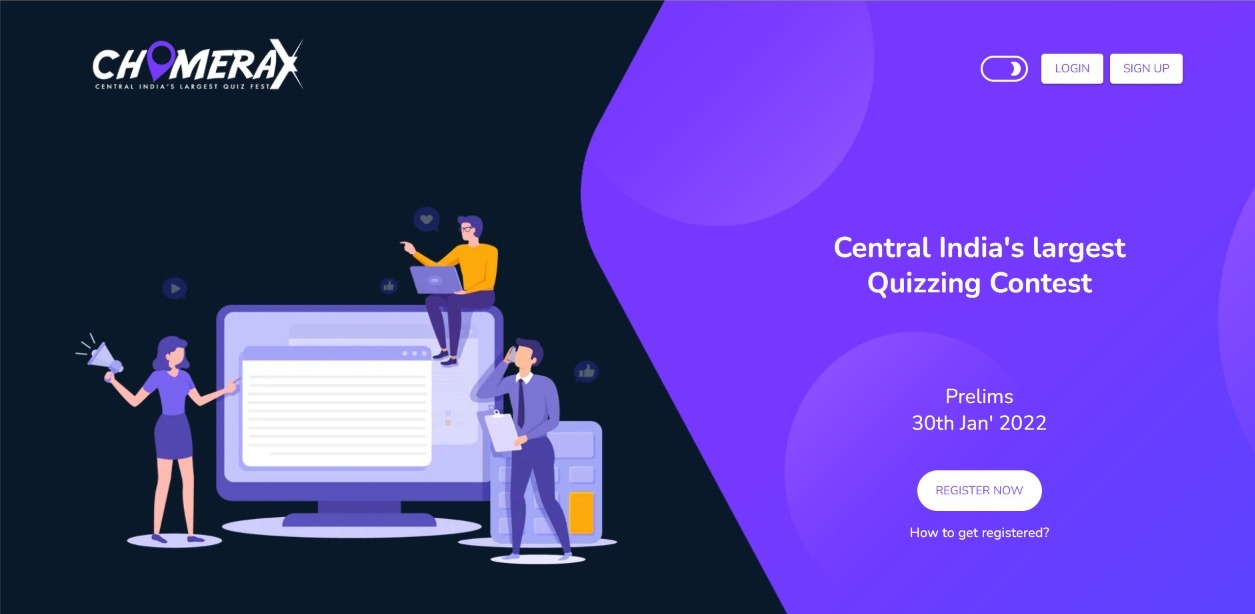 CHOMERAX
CENTRAL INDIA'S LARGEST QUIZ FEST
LOGIN
SIGN UP
Central India's largest
Quizzing Contest
Prelims
30th Jan' 2022
REGISTER NOW
How to get registered?